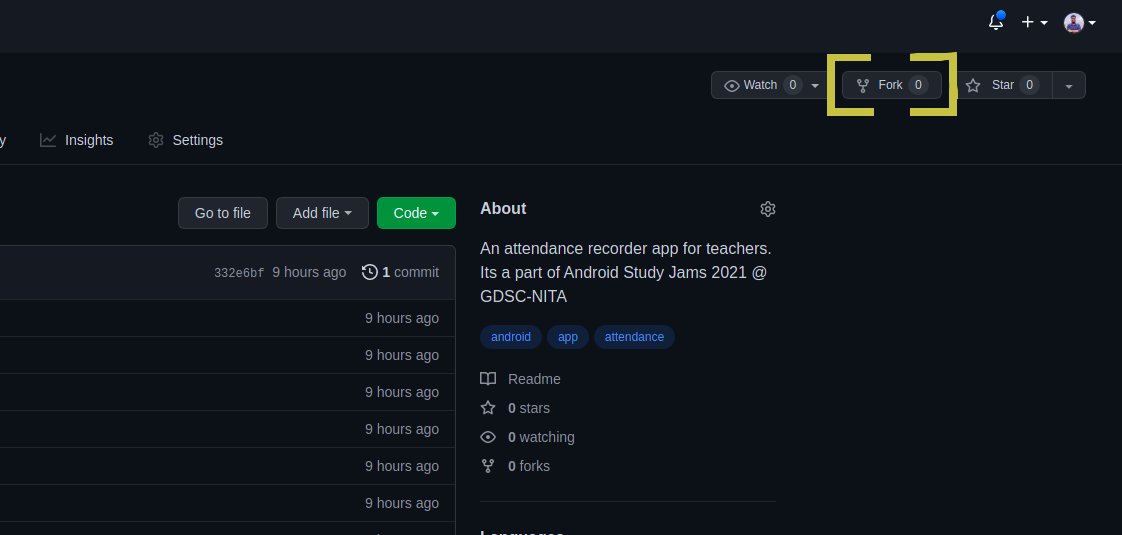 Watch 0 Fork 0 Star 0
y Insights Settings
Go to file Add file Code
About
An attendance recorder app for teachers.
Its a part of Android Study Jams 2021 @
GDSC-NITA
332e6bf 9 hours ago 1 commit
9 hours ago
9 hours ago
9 hours ago
9 hours ago
9 hours ago
9 hours ago
android app attendance
Readme
0 stars
0 watching
0 forks
Languages